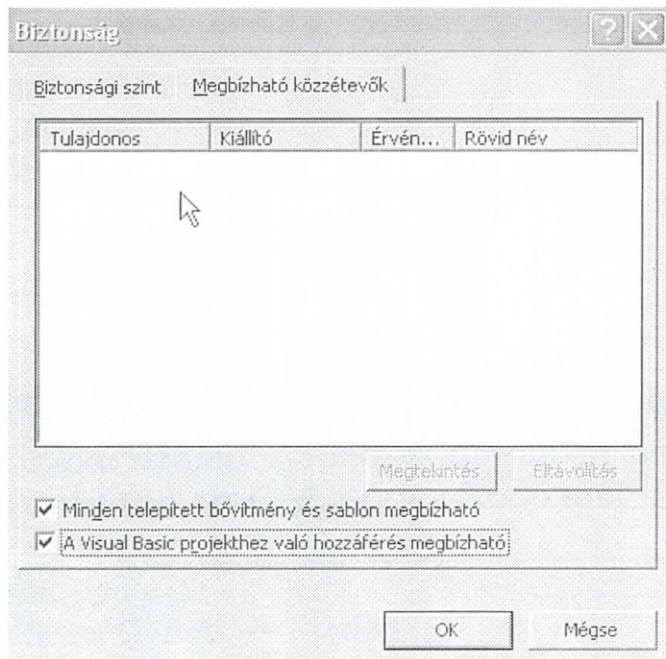 Biztonság
Biztonsági szint Megbízható közzétevők
Tulajdonos Kiállító Érvén... Rövid név
Megtekintés Eltávolítás
Minden telepített bővítmény és sablon megbízható
A Visual Basic projekthez való hozzáférés megbízható
OK Mégse